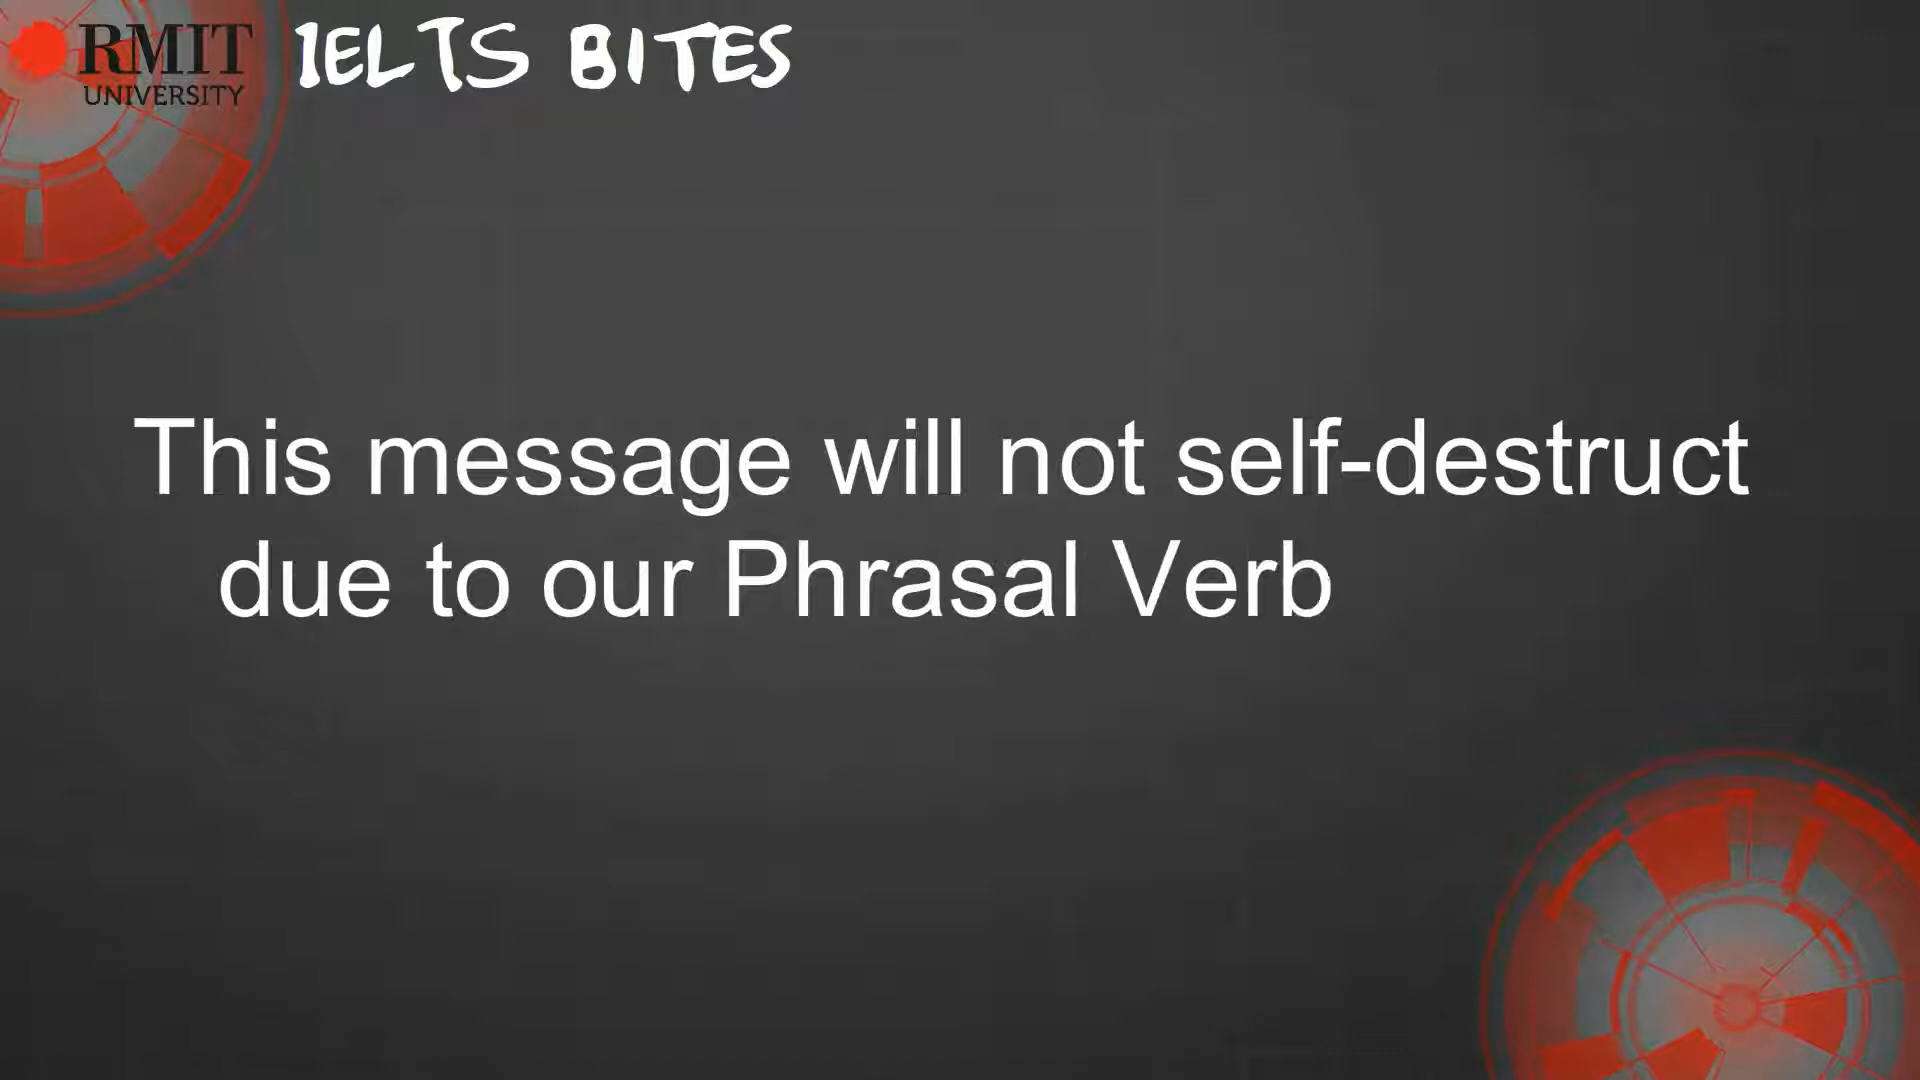 RMIT
UNIVERSITY
IELTS BITES
This message will not self-destruct
due to our Phrasal Verb